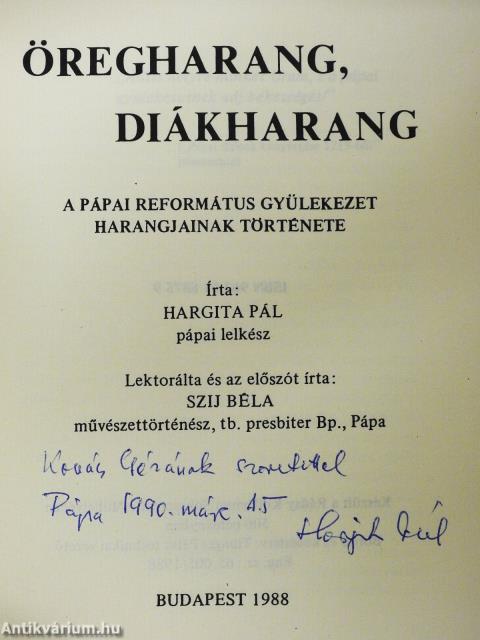 ÖREGHARANG,
DIÁKHARANG
A PÁPAI REFORMÁTUS GYÜLEKEZET
HARANGJAINAK TÖRTÉNETE
Írta:
HARGITA PÁL
pápai lelkész
Lektorálta és az előszót írta:
SZIJ BÉLA
művészettörténész, tb. presbiter Bp., Pápa
Kovács Gézának szeretettel
Pápa 1990. márc. 15
Hargita Pál
BUDAPEST 1988
Antikvárium.hu